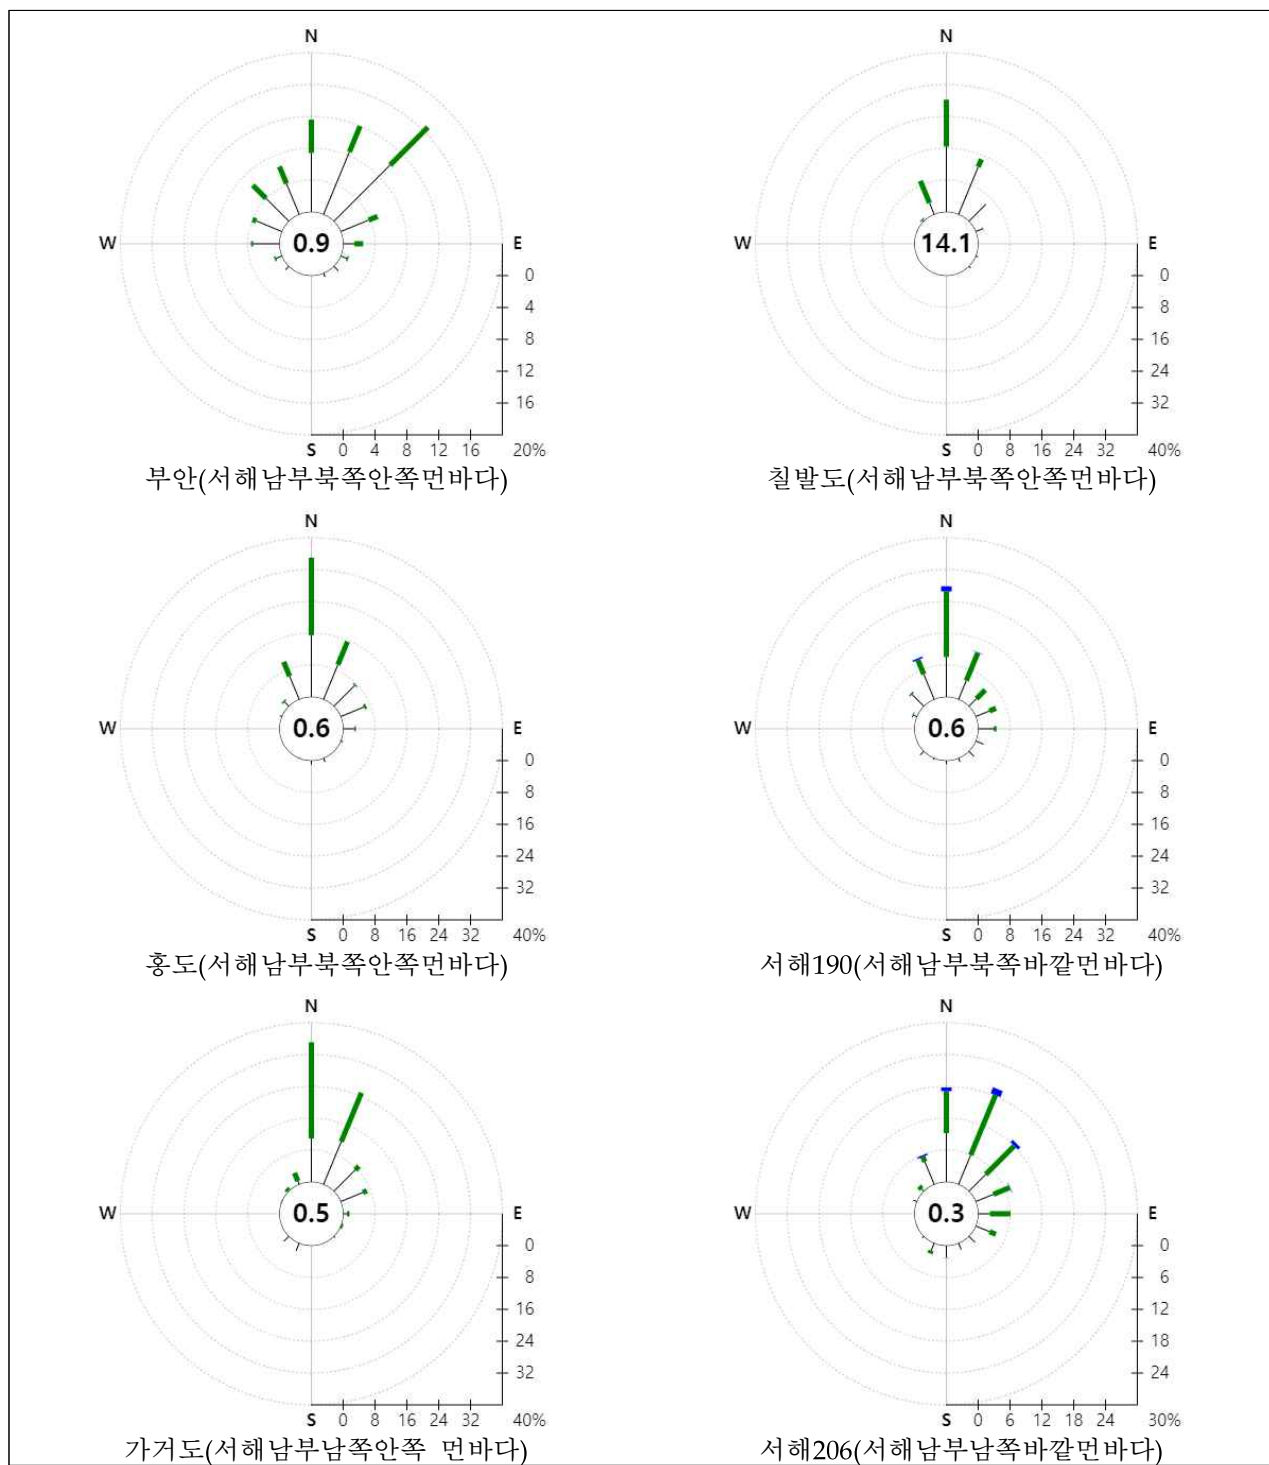 N
N
W
0.9
E
W
14.1
E
0
0
4
8
8
16
12
24
16
32
S 0 4 8 12 16 20%
S 0 8 16 24 32 40%
부안(서해남부북쪽안쪽먼바다)
칠발도(서해남부북쪽안쪽먼바다)
N
N
W
0.6
E
W
0.6
E
0
0
8
8
16
16
24
24
32
32
S 0 8 16 24 32 40%
S 0 8 16 24 32 40%
홍도(서해남부북쪽안쪽먼바다)
서해190(서해남부북쪽바깥먼바다)
N
N
W
0.5
E
W
0.3
E
0
0
8
6
16
12
24
18
32
24
S 0 8 16 24 32 40%
S 0 6 12 18 24 30%
가거도(서해남부남쪽안쪽 먼바다)
서해206(서해남부남쪽바깥먼바다)